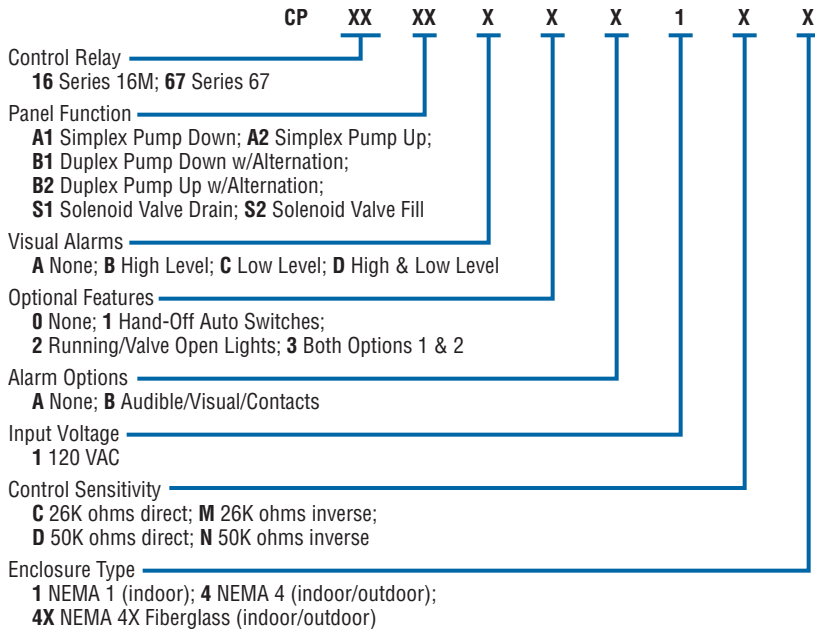 CP XX XX X X X 1 X X
Control Relay
16 Series 16M; 67 Series 67
Panel Function
A1 Simplex Pump Down; A2 Simplex Pump Up;
B1 Duplex Pump Down w/Alternation;
B2 Duplex Pump Up w/Alternation;
S1 Solenoid Valve Drain; S2 Solenoid Valve Fill
Visual Alarms
A None; B High Level; C Low Level; D High & Low Level
Optional Features
0 None; 1 Hand-Off Auto Switches;
2 Running/Valve Open Lights; 3 Both Options 1 & 2
Alarm Options
A None; B Audible/Visual/Contacts
Input Voltage
1 120 VAC
Control Sensitivity
C 26K ohms direct; M 26K ohms inverse;
D 50K ohms direct; N 50K ohms inverse
Enclosure Type
1 NEMA 1 (indoor); 4 NEMA 4 (indoor/outdoor);
4X NEMA 4X Fiberglass (indoor/outdoor)